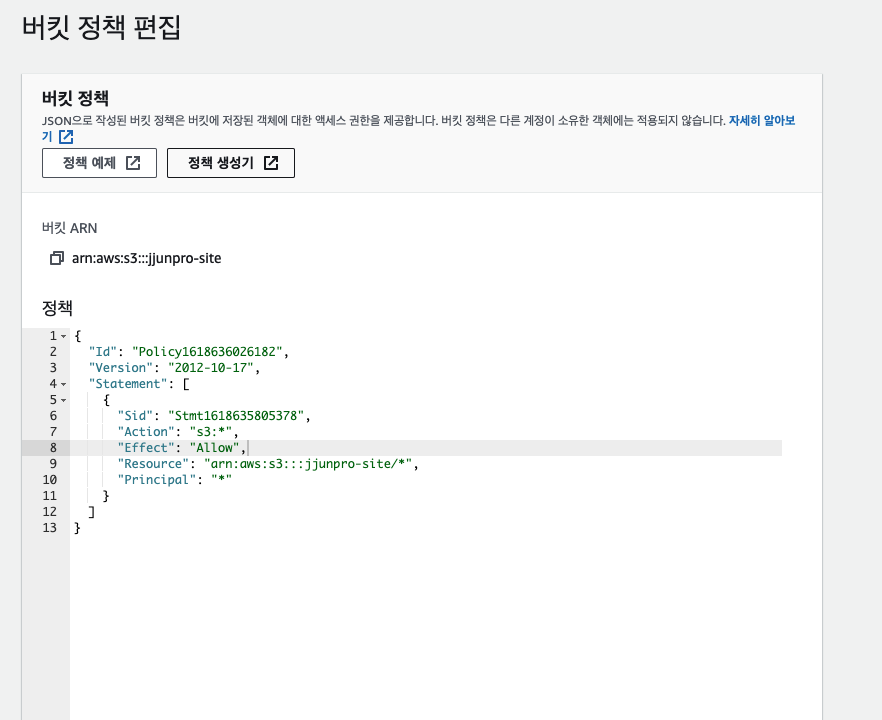 버킷 정책 편집
버킷 정책
JSON으로 작성된 버킷 정책은 버킷에 저장된 객체에 대한 액세스 권한을 제공합니다. 버킷 정책은 다른 계정이 소유한 객체에는 적용되지 않습니다. 자세히 알아보
기
정책 예제
정책 생성기
버킷 ARN
arn:aws:s3:::jjunpro-site
정책
1 {
2 "Id": "Policy1618636026182",
3 "Version": "2012-10-17",
4 "Statement": [
5 {
6 "Sid": "Stmt1618635805378",
7 "Action": "s3:*",
8 "Effect": "Allow",
9 "Resource": "arn:aws:s3:::jjunpro-site/*",
10 "Principal": "*"
11 }
12 ]
13 }